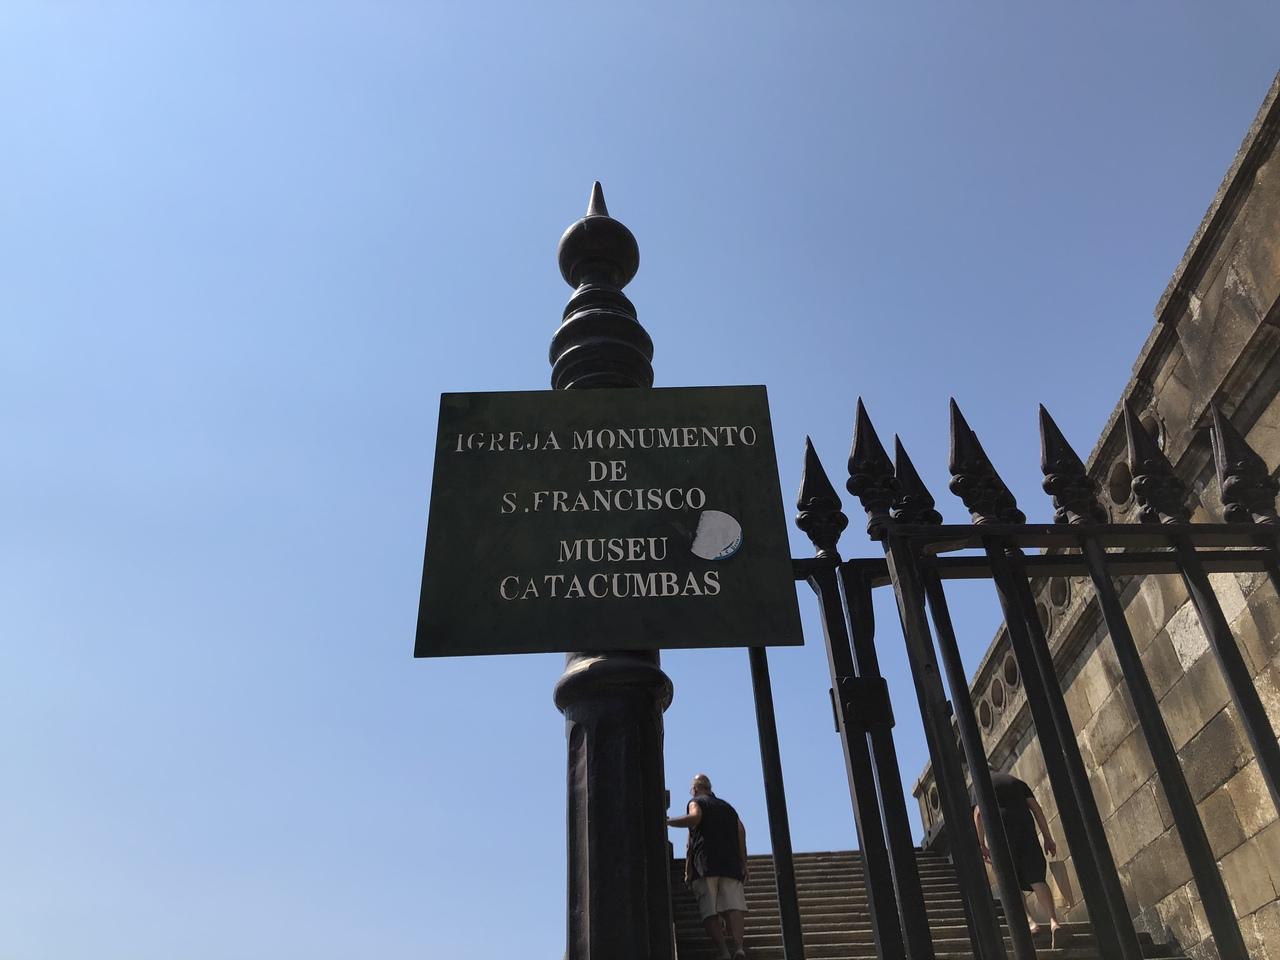 IGREJA MONUMENTO
DE
S.FRANCISCO
MUSEU
CATACUMBAS